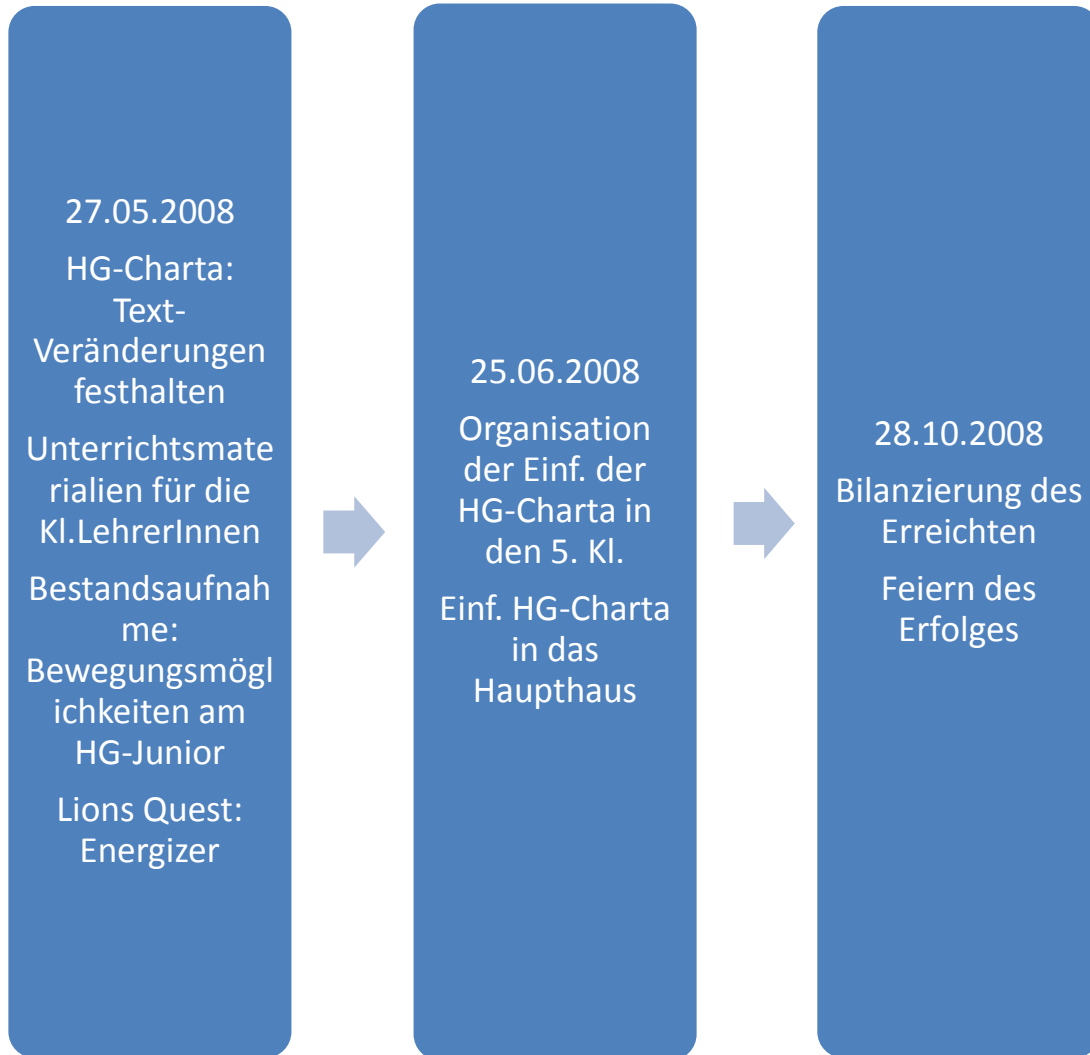 27.05.2008
HG-Charta:
Text-
Veränderungen
festhalten
Unterrichtsmate
rialien für die
Kl.LehrerInnen
Bestandsaufnah
me:
Bewegungsmögl
ichkeiten am
HG-Junior
Lions Quest:
Energizer
25.06.2008
Organisation
der Einf. der
HG-Charta in
den 5. Kl.
Einf. HG-Charta
in das
Haupthaus
28.10.2008
Bilanzierung des
Erreichten
Feiern des
Erfolges